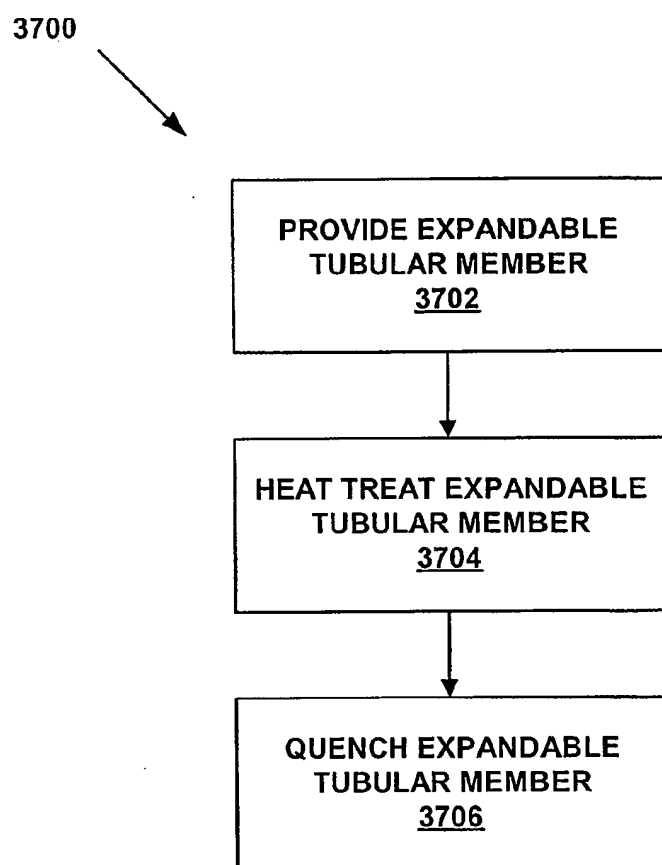 3700
PROVIDE EXPANDABLE
TUBULAR MEMBER
3702
HEAT TREAT EXPANDABLE
TUBULAR MEMBER
3704
QUENCH EXPANDABLE
TUBULAR MEMBER
3706